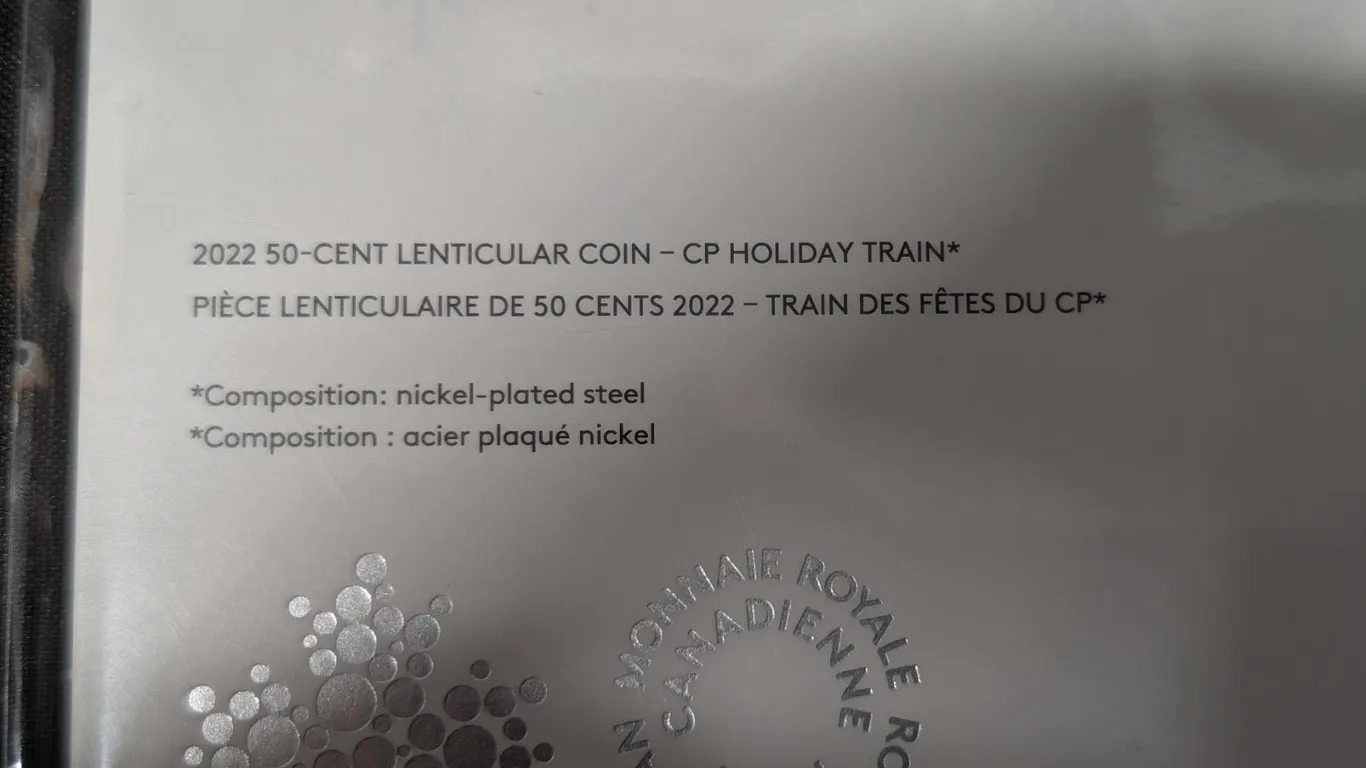 2022 50-CENT LENTICULAR COIN – CP HOLIDAY TRAIN*
PIÈCE LENTICULAIRE DE 50 CENTS 2022 – TRAIN DES FÊTES DU CP*
*Composition: nickel-plated steel
*Composition : acier plaqué nickel
MONNAIE ROYALE
CANADIENNE